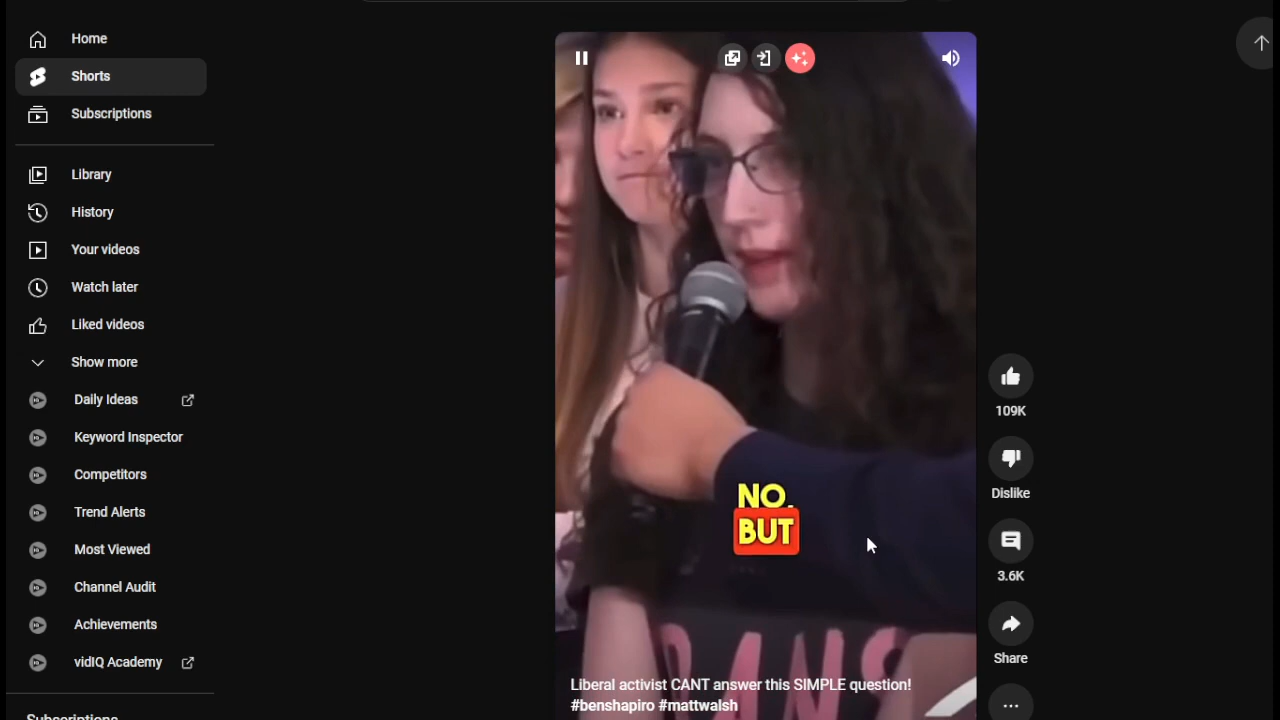 Home
Shorts
Subscriptions
Library
History
Your videos
Watch later
Liked videos
Show more
Daily Ideas
Keyword Inspector
Competitors
Trend Alerts
Most Viewed
Channel Audit
Achievements
vidIQ Academy
Subscriptions
NO,
BUT
RANS
Liberal activist CANT answer this SIMPLE question!
#benshapiro #mattwalsh
109K
Dislike
3.6K
Share